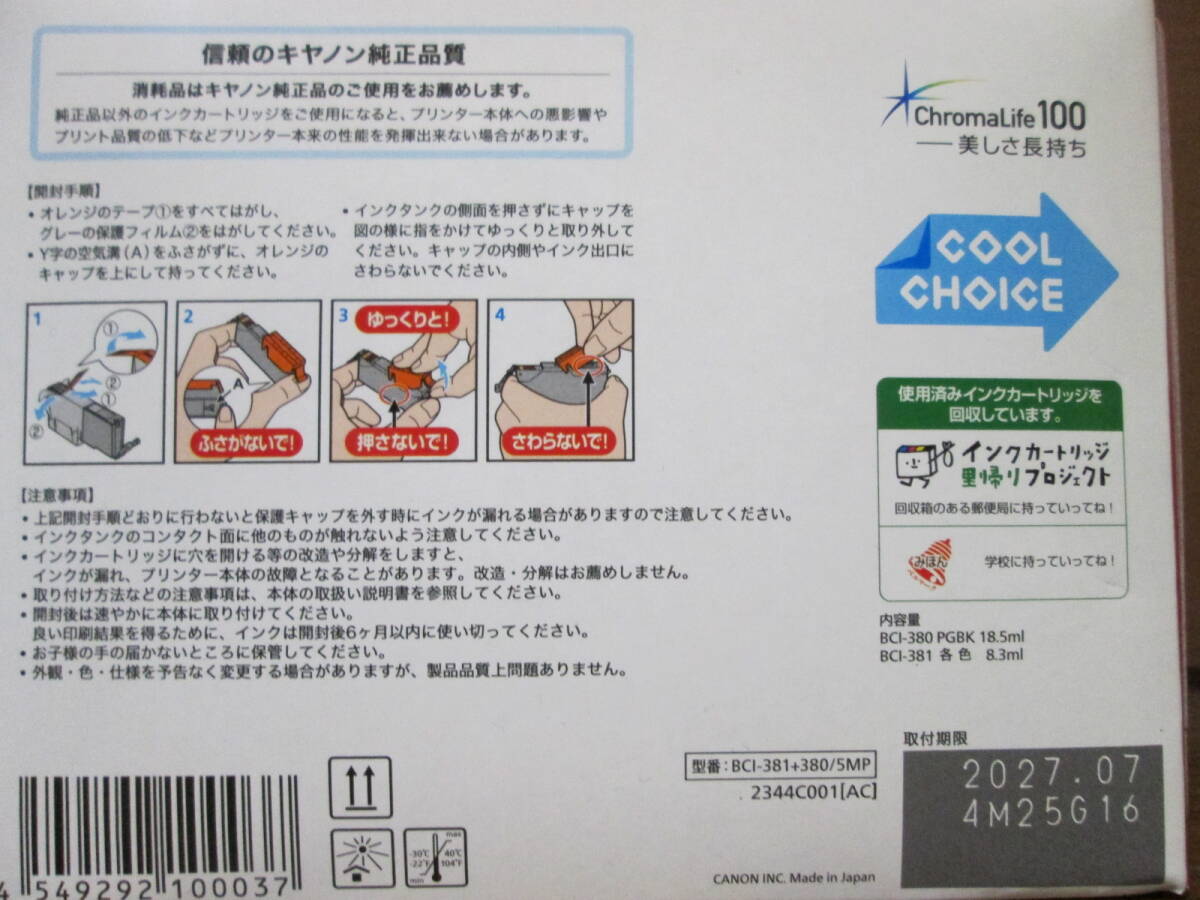 信頼のキヤノン純正品質
消耗品はキヤノン純正品のご使用をお薦めします。
純正品以外のインクカートリッジをご使用になると、プリンター本体への悪影響や
プリント品質の低下などプリンター本来の性能を発揮出来ない場合があります。
ChromaLife100
美しさ長持ち
【開封手順】
・オレンジのテープ①をすべてはがし、
グレーの保護フィルム②をはがしてください。
・Y字の空気溝(A)をふさがずに、オレンジの
キャップを上にして持ってください。
・インクタンクの側面を押さずにキャップを
図の様に指をかけてゆっくりと取り外して
ください。キャップの内側やインク出口に
さわらないでください。
COOL
CHOICE
1
①
②
①
②
2
A
ふさがないで!
3
ゆっくりと!
押さないで!
4
さわらないで!
使用済みインクカートリッジを
回収しています。
インクカートリッジ
里帰りプロジェクト
回収箱のある郵便局に持っていってね!
みほん
学校に持っていってね!
【注意事項】
・上記開封手順どおりに行わないと保護キャップを外す時にインクが漏れる場合がありますので注意してください。
・インクタンクのコンタクト面に他のものが触れないよう注意してください。
・インクカートリッジに穴を開ける等の改造や分解をしますと、
インクが漏れ、プリンター本体の故障となることがあります。改造・分解はお薦めしません。
・取り付け方法などの注意事項は、本体の取扱い説明書を参照してください。
・開封後は速やかに本体に取り付けてください。
良い印刷結果を得るために、インクは開封後6ヶ月以内に使い切ってください。
・お子様の手の届かないところに保管してください。
・外観・色・仕様を予告なく変更する場合がありますが、製品品質上問題ありません。
内容量
BCI-380 PGBK 18.5ml
BCI-381 各色 8.3ml
取付期限
2027.07
4M25G16
型番:BCI-381+380/5MP
2344C001[AC]
max
-30℃
-22°F
40℃
104°F
min
4 549292 100037
CANON INC. Made in Japan